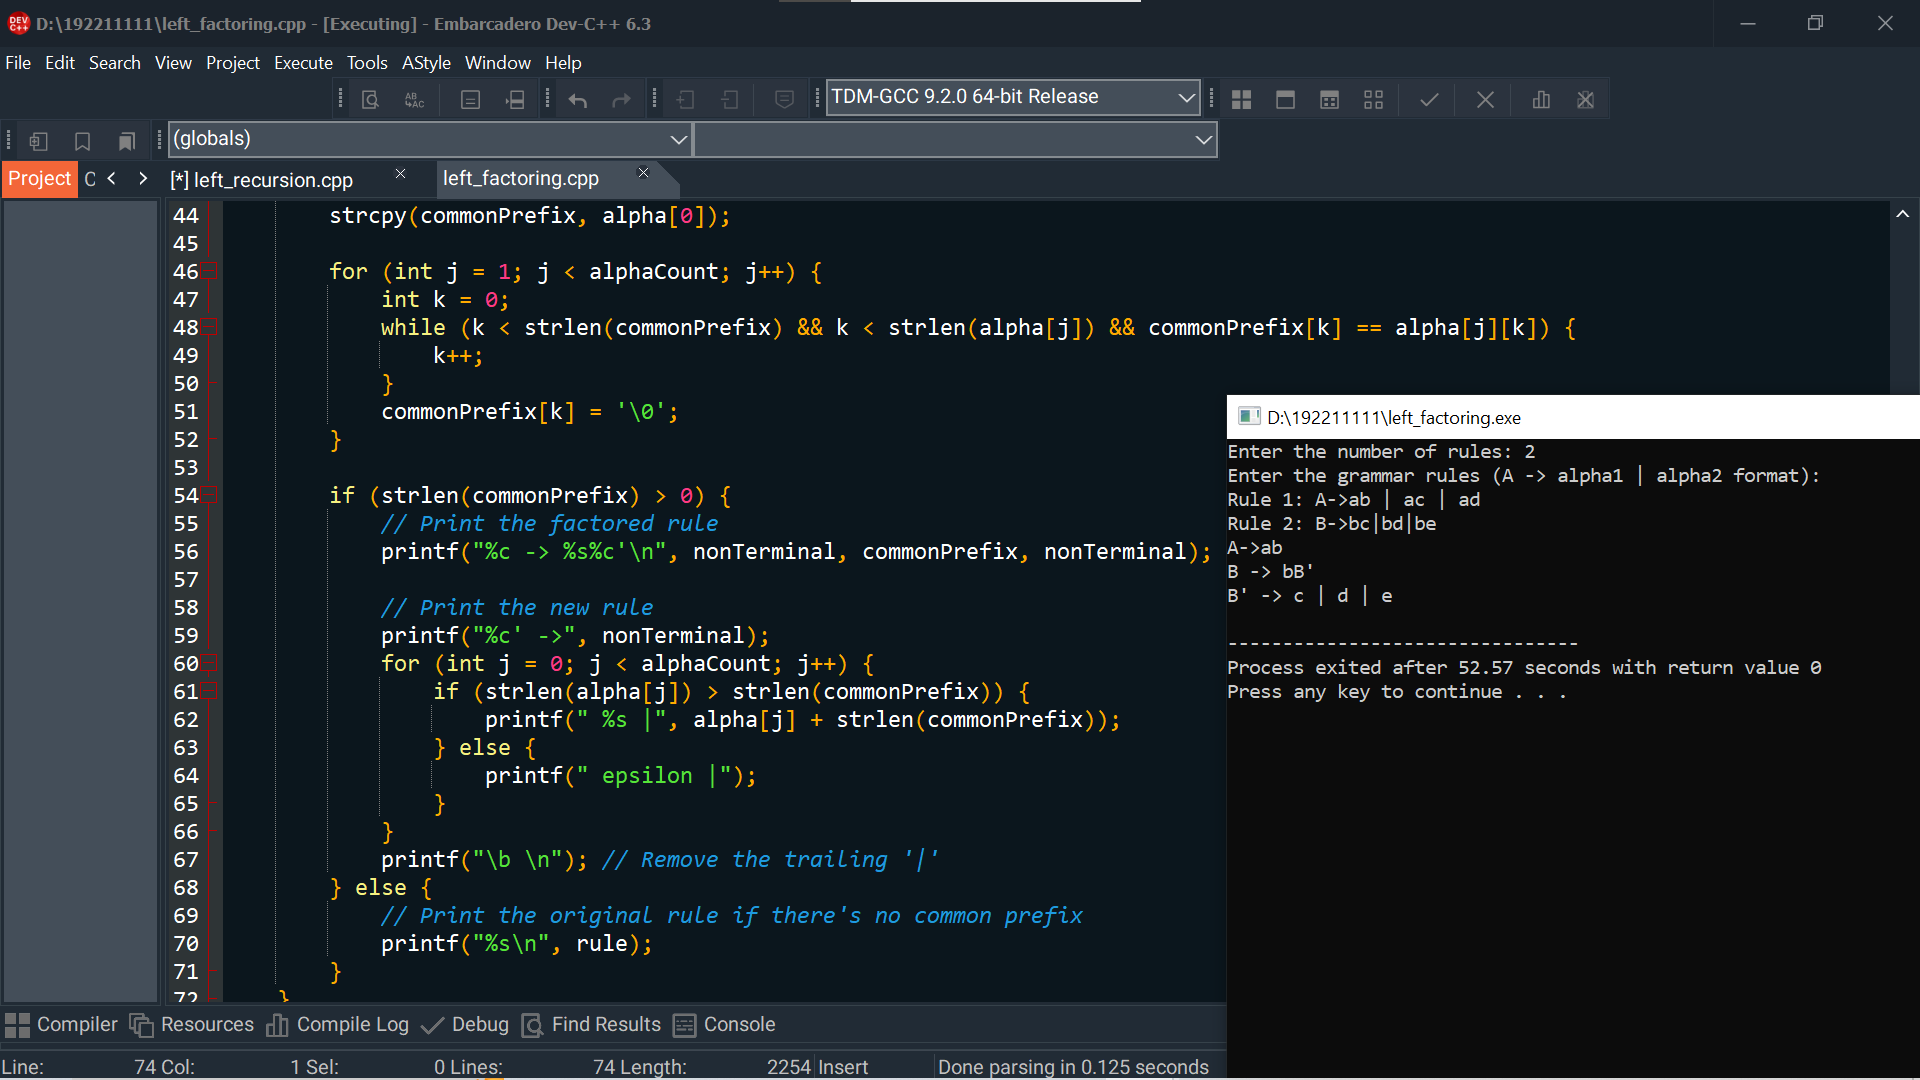 D:\192211111\left_factoring.cpp - [Executing] - Embarcadero Dev-C++ 6.3
File Edit Search View Project Execute Tools AStyle Window Help
TDM-GCC 9.2.0 64-bit Release
(globals)
Project C [*] left_recursion.cpp left_factoring.cpp
44 strcpy(commonPrefix, alpha[0]);
45
46 for (int j = 1; j < alphaCount; j++) {
47 int k = 0;
48 while (k < strlen(commonPrefix) && k < strlen(alpha[j]) && commonPrefix[k] == alpha[j][k]) {
49 k++;
50 }
51 commonPrefix[k] = '\0';
52 }
53
54 if (strlen(commonPrefix) > 0) {
55 // Print the factored rule
56 printf("%c -> %s%c'\n", nonTerminal, commonPrefix, nonTerminal);
57
58 // Print the new rule
59 printf("%c' ->", nonTerminal);
60 for (int j = 0; j < alphaCount; j++) {
61 if (strlen(alpha[j]) > strlen(commonPrefix)) {
62 printf(" %s |", alpha[j] + strlen(commonPrefix));
63 } else {
64 printf(" epsilon |");
65 }
66 }
67 printf("\b \n"); // Remove the trailing '|'
68 } else {
69 // Print the original rule if there's no common prefix
70 printf("%s\n", rule);
71 }
72 }
D:\192211111\left_factoring.exe
Enter the number of rules: 2
Enter the grammar rules (A -> alpha1 | alpha2 format):
Rule 1: A->ab | ac | ad
Rule 2: B->bc|bd|be
A->ab
B -> bB'
B' -> c | d | e
--------------------------------
Process exited after 52.57 seconds with return value 0
Press any key to continue . . .
Compiler Resources Compile Log Debug Find Results Console
Line: 74 Col: 1 Sel: 0 Lines: 74 Length: 2254 Insert Done parsing in 0.125 seconds